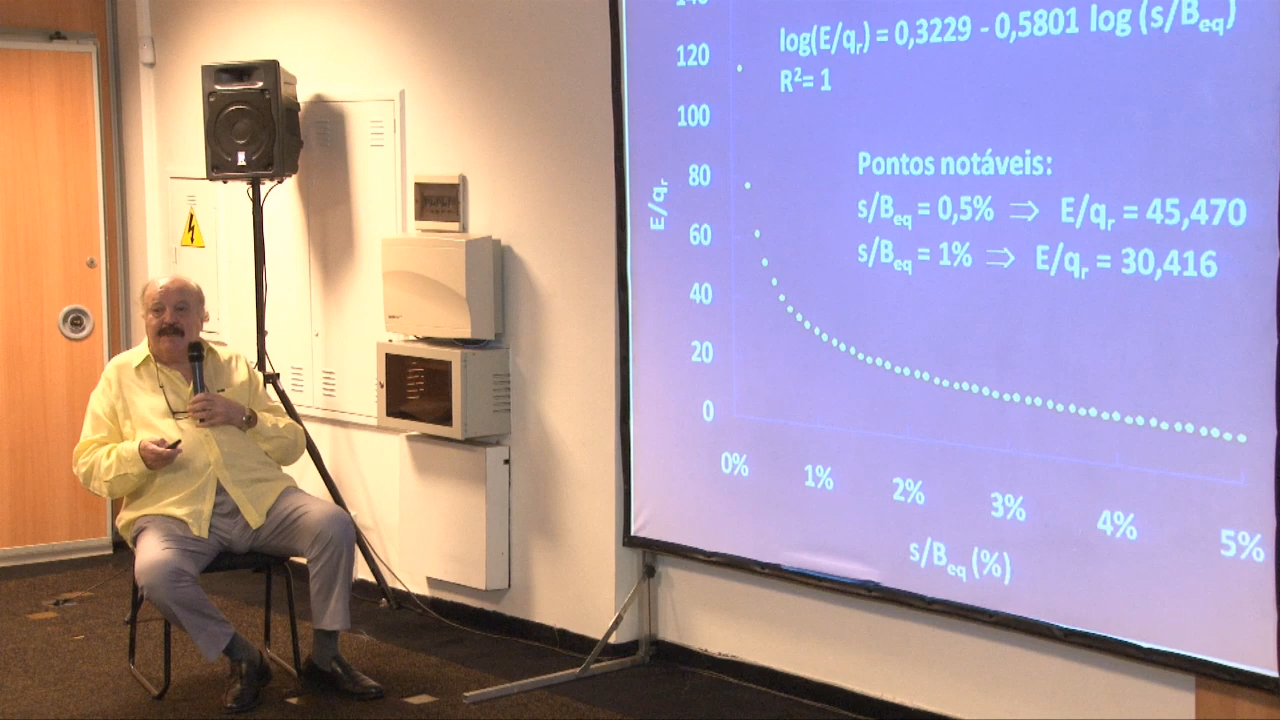 140
120
100
80
60
40
20
0
E/qr
log(E/qr) = 0,3229 - 0,5801 log (s/Beq)
R²= 1
Pontos notáveis:
s/Beq = 0,5% ⇒ E/qr = 45,470
s/Beq = 1% ⇒ E/qr = 30,416
0% 1% 2% 3% 4% 5%
s/Beq (%)